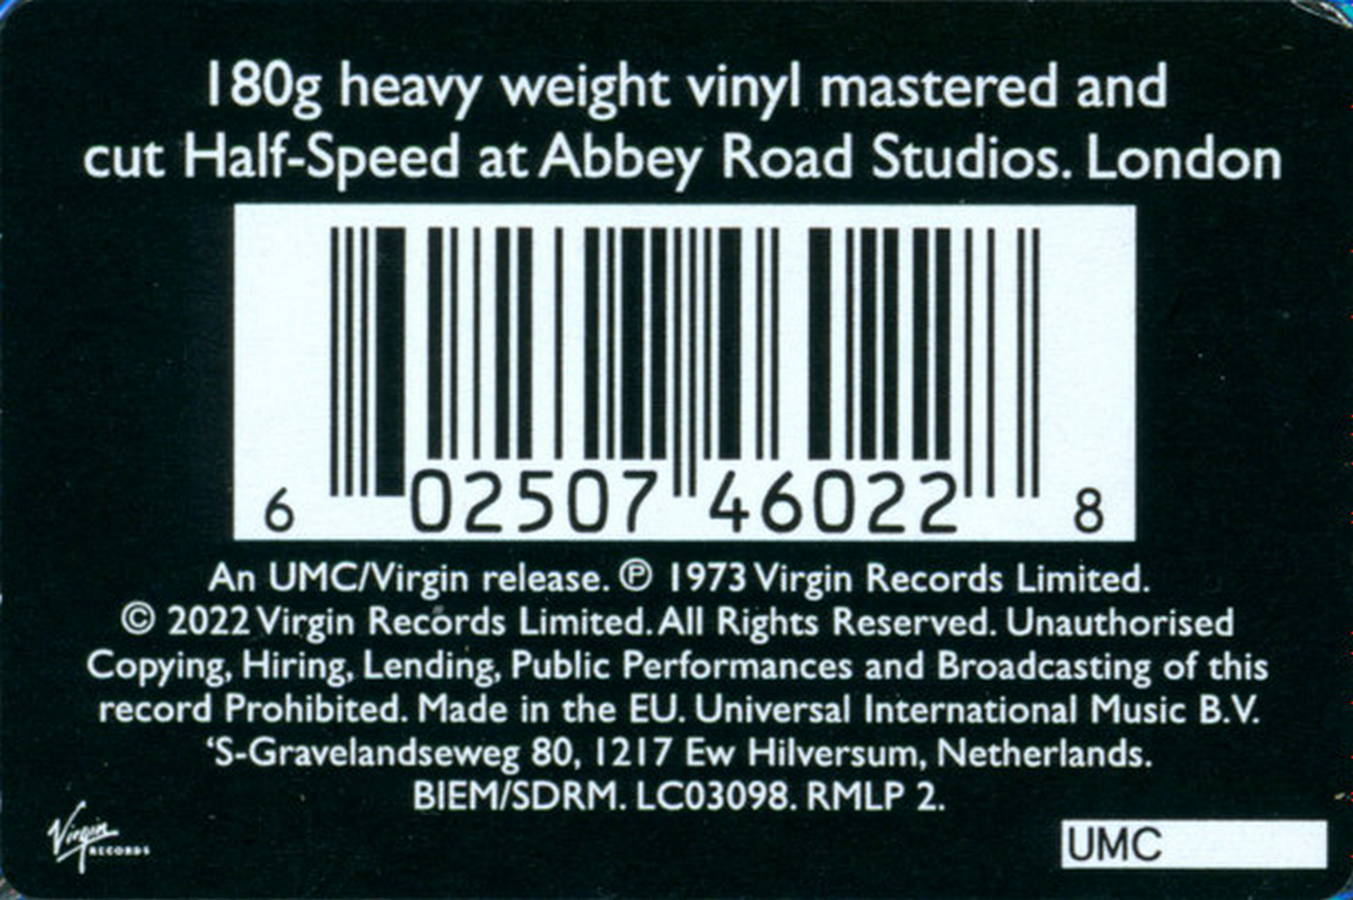 180g heavy weight vinyl mastered and
cut Half-Speed at Abbey Road Studios. London
6 02507 46022 8
An UMC/Virgin release. ℗ 1973 Virgin Records Limited.
© 2022 Virgin Records Limited. All Rights Reserved. Unauthorised
Copying, Hiring, Lending, Public Performances and Broadcasting of this
record Prohibited. Made in the EU. Universal International Music B.V.
‘S-Gravelandseweg 80, 1217 Ew Hilversum, Netherlands.
BIEM/SDRM. LC03098. RMLP 2.
Virgin
RECORDS
UMC